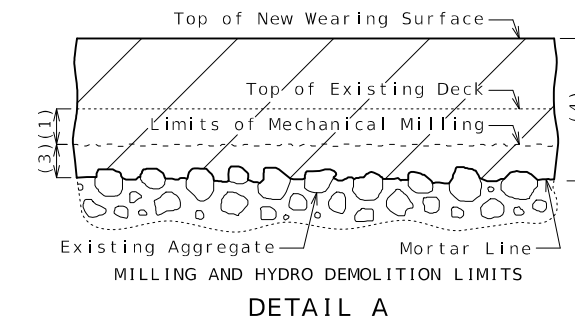 Top of New Wearing Surface
Top of Existing Deck
(1)
Limits of Mechanical Milling
(3)
(4)
Existing Aggregate
Mortar Line
MILLING AND HYDRO DEMOLITION LIMITS
DETAIL A